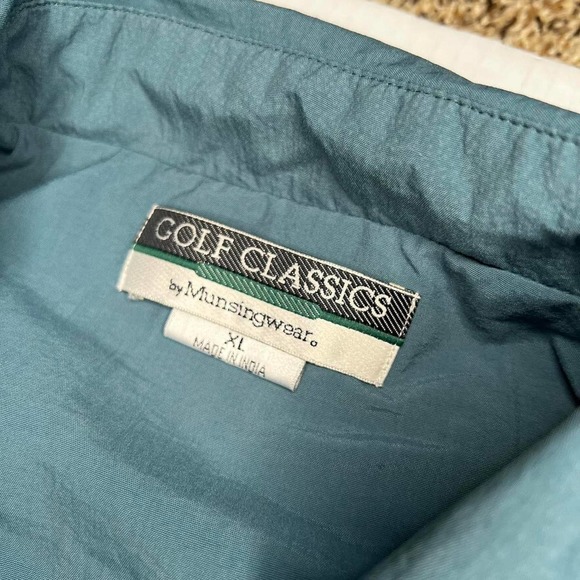 GOLF CLASSICS
by Munsingwear®
XL
MADE IN INDIA